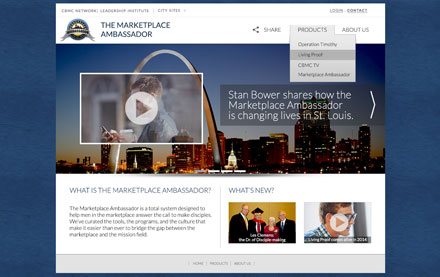 CBMC NETWORK: LEADERSHIP INSTITUTE | CITY SITES
LOGIN CONTACT
THE MARKETPLACE
AMBASSADOR
SHARE
PRODUCTS
ABOUT US
Operation Timothy
Living Proof
CBMC TV
Marketplace Ambassador
Stan Bower shares how the
Marketplace Ambassador
is changing lives in St. Louis.
WHAT IS THE MARKETPLACE AMBASSADOR?
The Marketplace Ambassador is a total system designed to
help men in the marketplace answer the call to make disciples.
We've curated the tools, the programs, and the culture that
make it easier than ever to bridge the gap between the
marketplace and the mission field.
WHAT'S NEW?
Les Clemens:
the Dr. of Disciple-making
Living Proof comes alive in 2014
| HOME | PRODUCTS | ABOUT US |